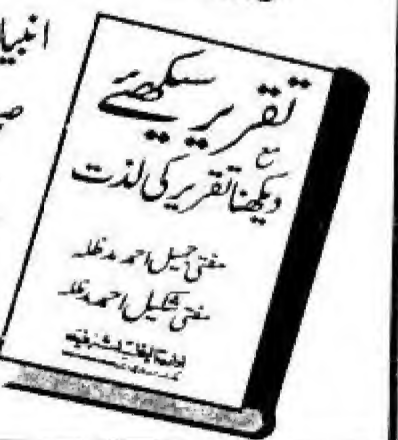 انبیا
تقریر سیکھئے
مع
دیکھنا تقریر کی لذت
مفتی جمیل احمد مدظلہ
مفتی شکیل احمد مدظلہ